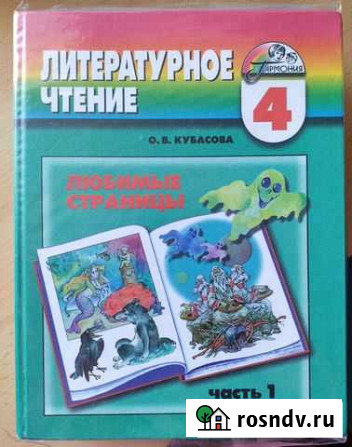 ЛИТЕРАТУРНОЕ
ЧТЕНИЕ
Гармония
4
О. В. КУБАСОВА
ЛЮБИМЫЕ
СТРАНИЦЫ
часть 1
rosndv.ru